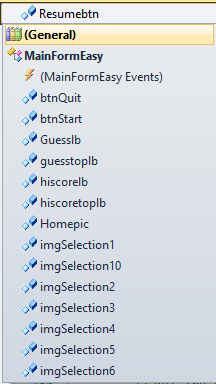 Resumebtn
(General)
MainFormEasy
(MainFormEasy Events)
btnQuit
btnStart
Guesslb
guesstoplb
hiscorelb
hiscoretoplb
Homepic
imgSelection1
imgSelection10
imgSelection2
imgSelection3
imgSelection4
imgSelection5
imgSelection6